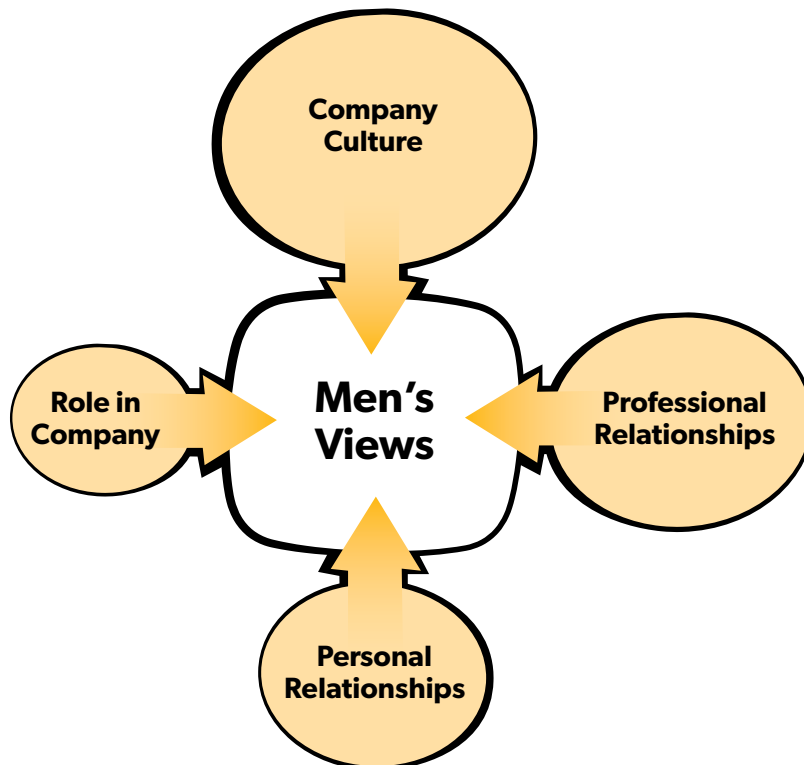 Company
Culture
Role in
Company
Men’s
Views
Professional
Relationships
Personal
Relationships